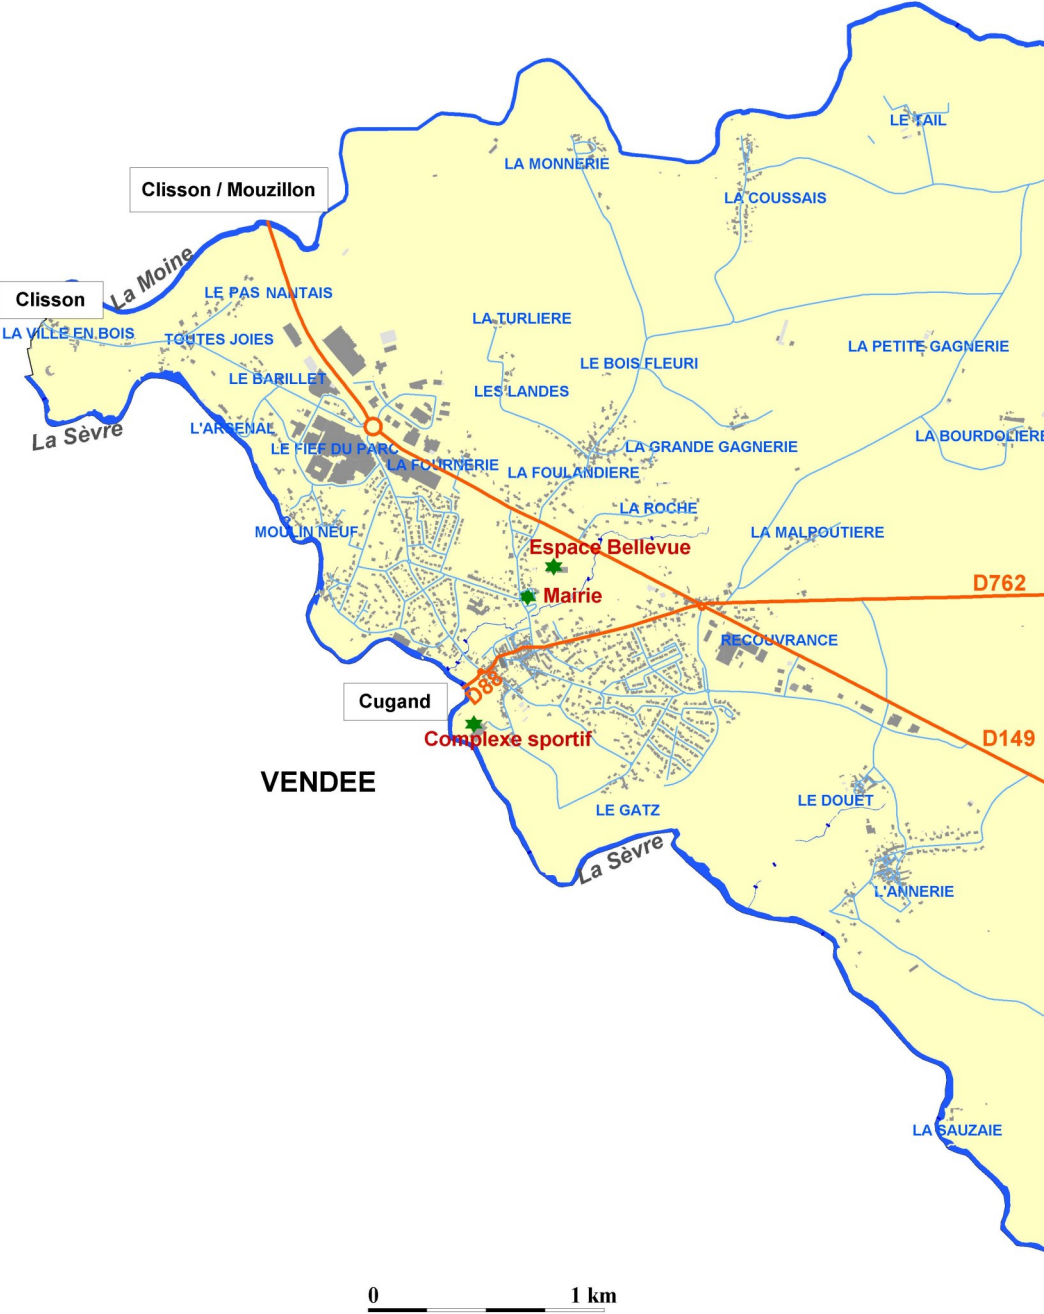 LE TAIL
LA MONNERIE
Clisson / Mouzillon
LA COUSSAIS
La Moine
LE PAS NANTAIS
Clisson
LA TURLIERE
LA VILLE EN BOIS
TOUTES JOIES
LA PETITE GAGNERIE
LE BOIS FLEURI
LE BARILLET
LES LANDES
L'ARSENAL
La Sèvre
LA BOURDOLIERE
LE FIEF DU PARC
LA GRANDE GAGNERIE
LA FOURNERIE
LA FOULANDIERE
LA ROCHE
MOULIN NEUF
LA MALPOUTIERE
Espace Bellevue
D762
Mairie
RECOUVRANCE
D88
Cugand
Complexe sportif
D149
VENDEE
LE DOUET
LE GATZ
La Sèvre
L'ANNERIE
LA SAUZAIE
0 1 km